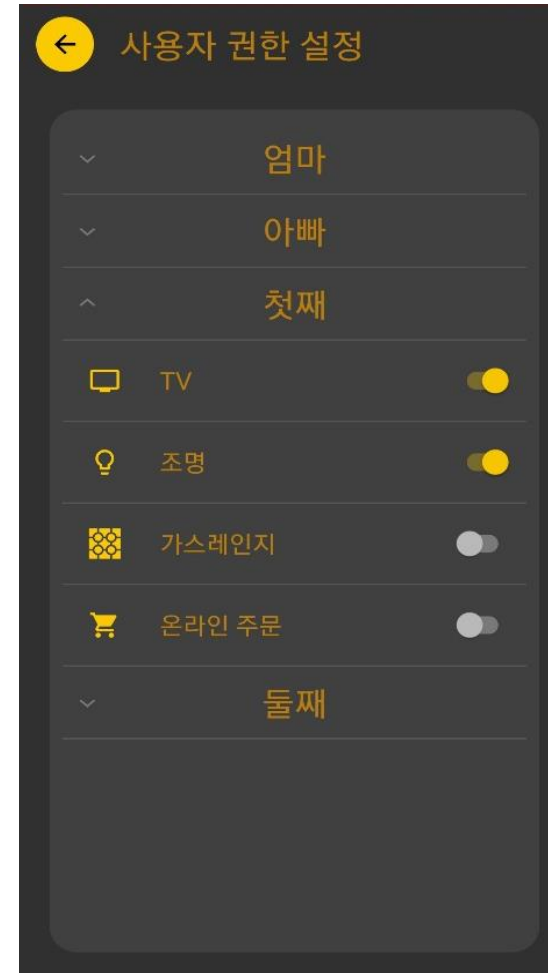 사용자 권한 설정
엄마
아빠
첫째
TV
조명
가스레인지
온라인 주문
둘째